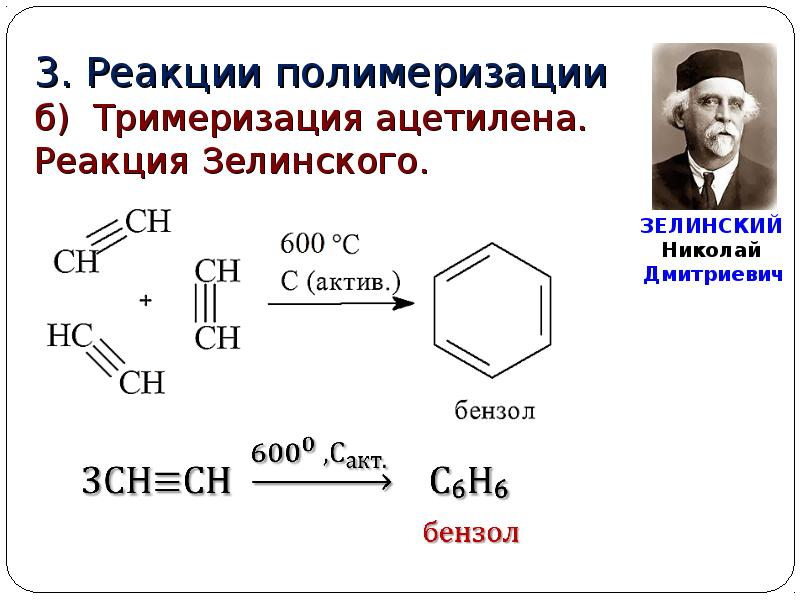 3. Реакции полимеризации
б)  Тримеризация ацетилена.
Реакция Зелинского.
ЗЕЛИНСКИЙ
Николай
Дмитриевич
CH
CH
+
HC
CH
CH
CH
600 °C
C (актив.)
бензол
3CH≡CH
600⁰ ,Cакт.
C₆H₆
бензол